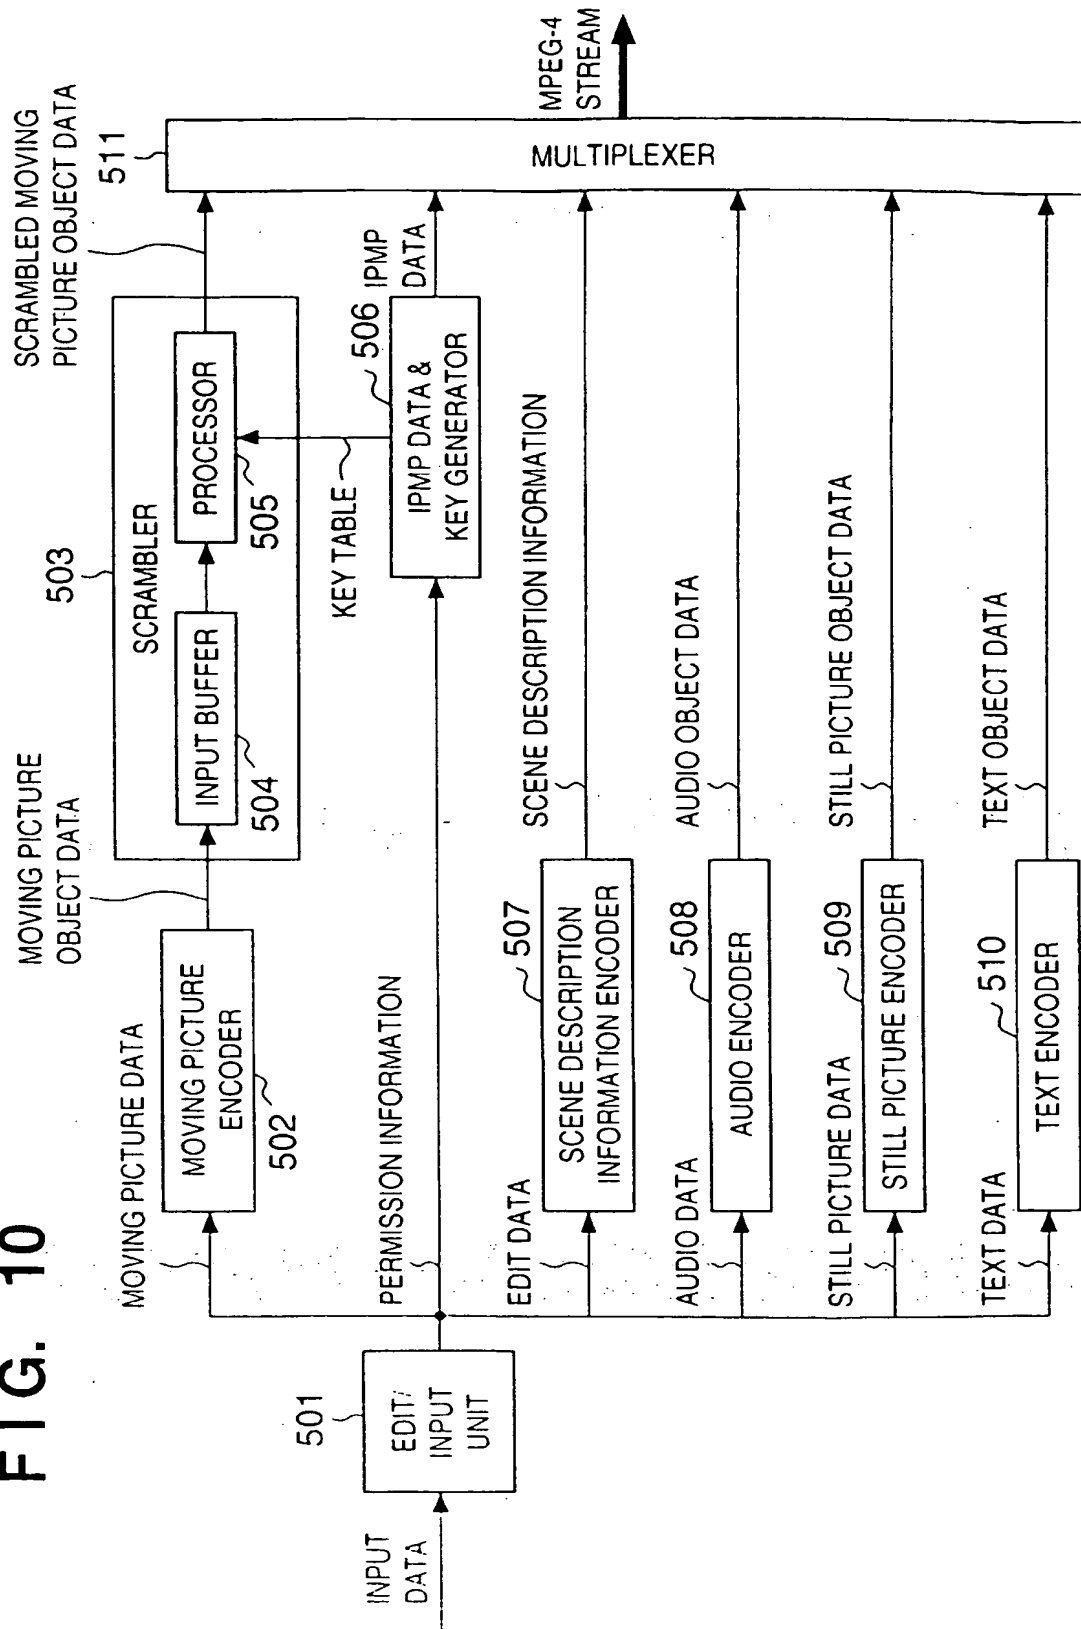 FIG. 10
INPUT
DATA
501
EDIT/
INPUT
UNIT
MOVING PICTURE DATA
MOVING PICTURE
ENCODER
502
MOVING PICTURE
OBJECT DATA
503
SCRAMBLER
INPUT BUFFER
504
PROCESSOR
505
SCRAMBLED MOVING
PICTURE OBJECT DATA
PERMISSION INFORMATION
KEY TABLE
506
IPMP DATA &
KEY GENERATOR
IPMP
DATA
EDIT DATA
507
SCENE DESCRIPTION
INFORMATION ENCODER
SCENE DESCRIPTION INFORMATION
AUDIO DATA
508
AUDIO ENCODER
AUDIO OBJECT DATA
STILL PICTURE DATA
509
STILL PICTURE ENCODER
STILL PICTURE OBJECT DATA
TEXT DATA
510
TEXT ENCODER
TEXT OBJECT DATA
511
MULTIPLEXER
MPEG-4
STREAM